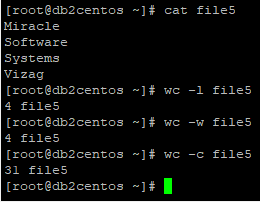 [root@db2centos ~]# cat file5
Miracle
Software
Systems
Vizag
[root@db2centos ~]# wc -l file5
4 file5
[root@db2centos ~]# wc -w file5
4 file5
[root@db2centos ~]# wc -c file5
31 file5
[root@db2centos ~]#